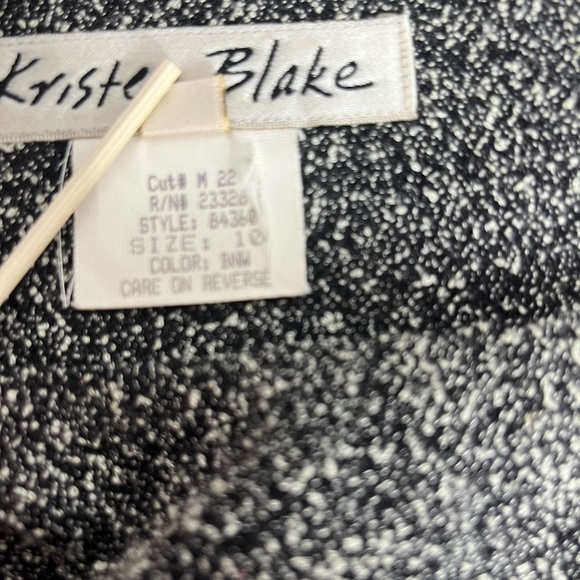 Kriste Blake
Cut# M 22
R/N# 23328
STYLE: 84360
SIZE: 10
COLOR: BNW
CARE ON REVERSE